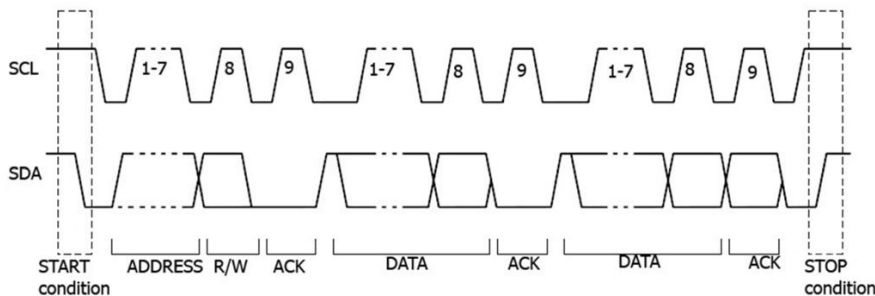 SCL
1-7 8 9 1-7 8 9 1-7 8 9
SDA
START
condition
ADDRESS R/W ACK DATA ACK DATA ACK
STOP
condition